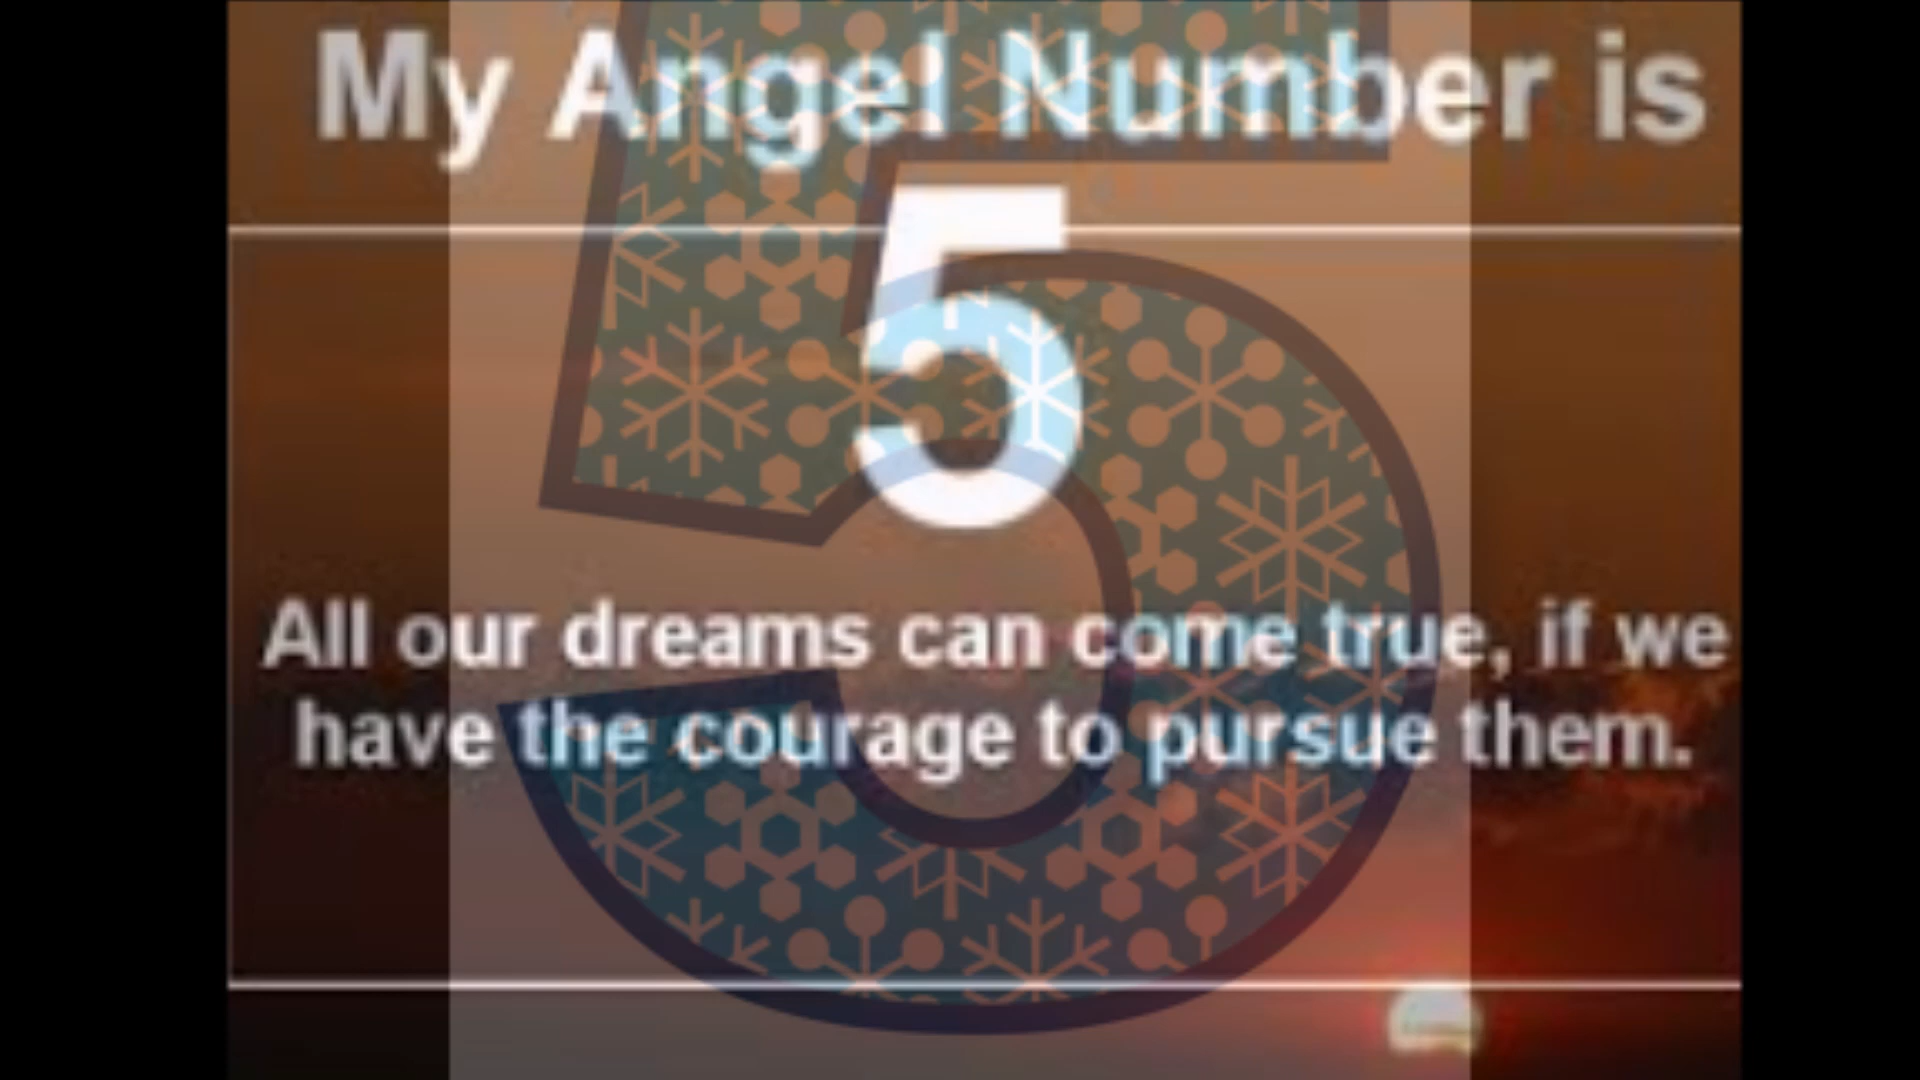 My Angel Number is
5
5
All our dreams can come true, if we
have the courage to pursue them.